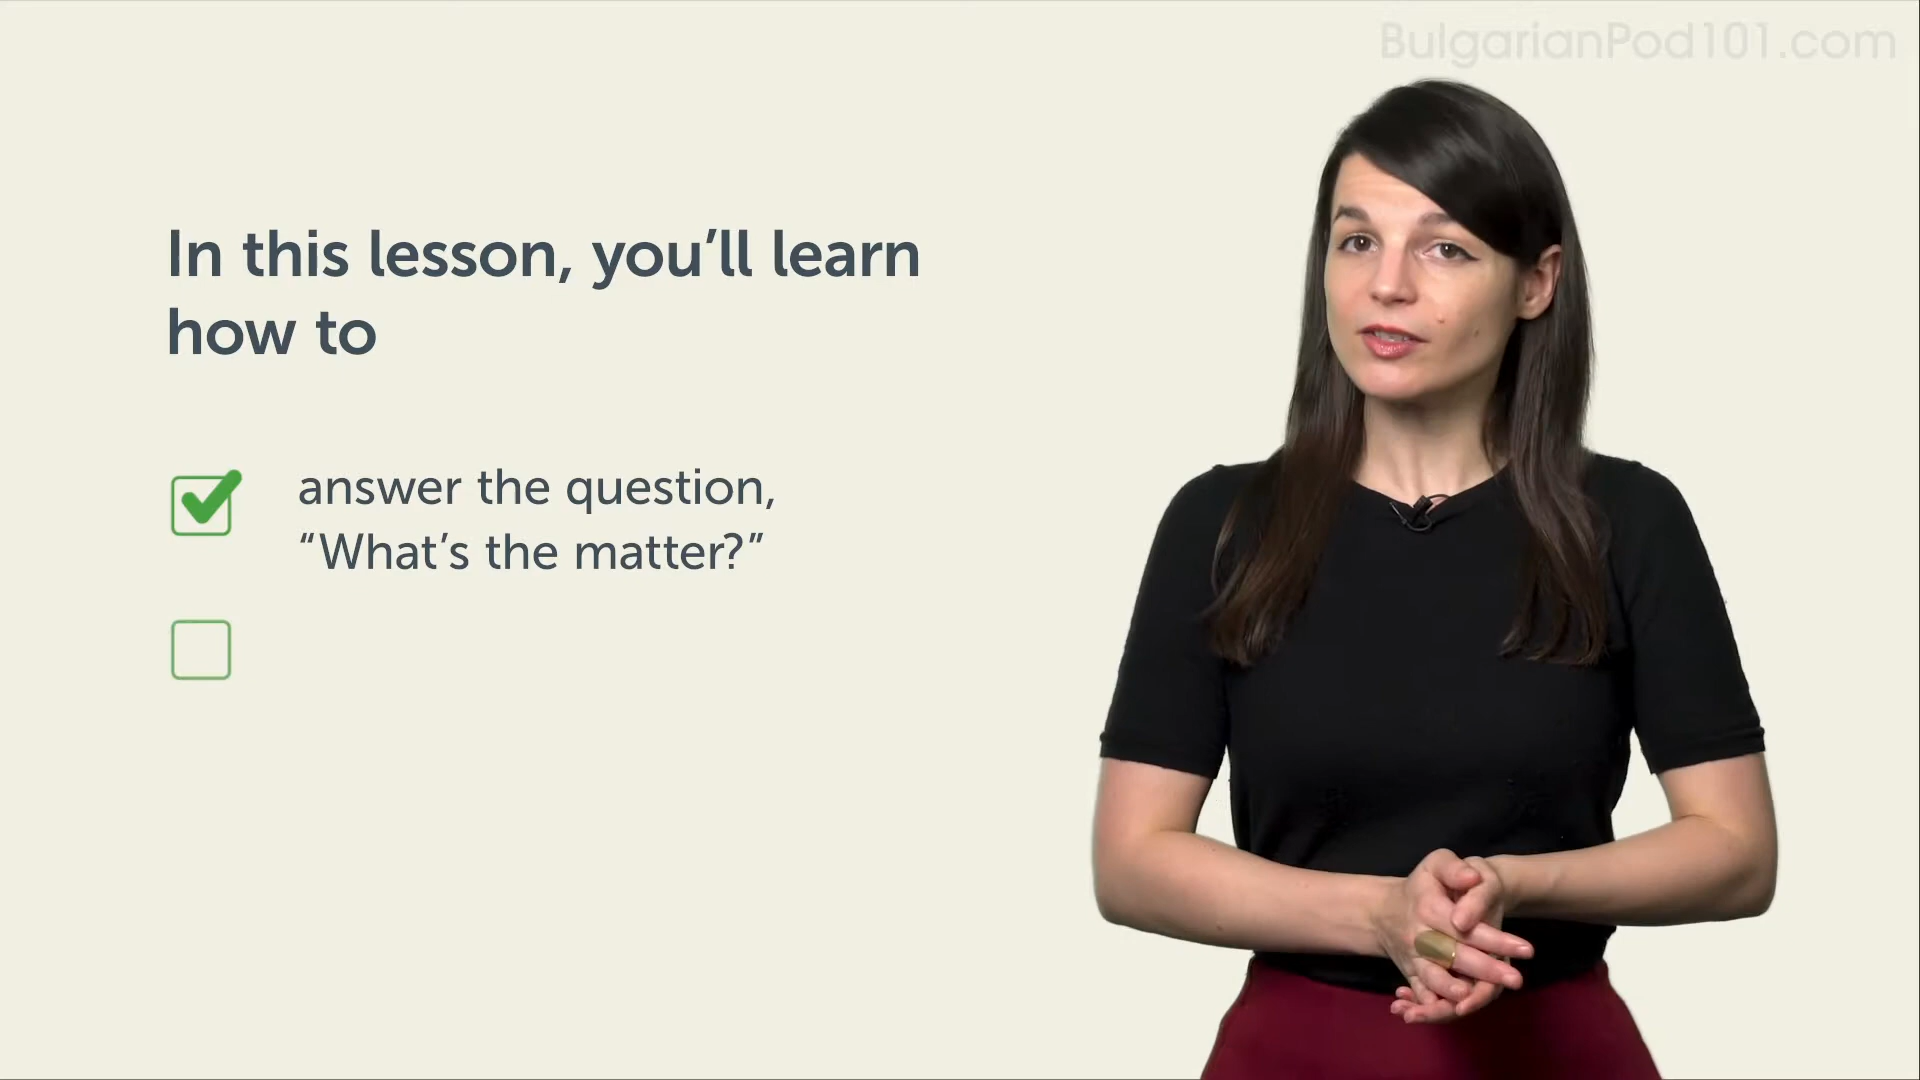 BulgarianPod101.com
In this lesson, you’ll learn
how to
answer the question,
“What’s the matter?”